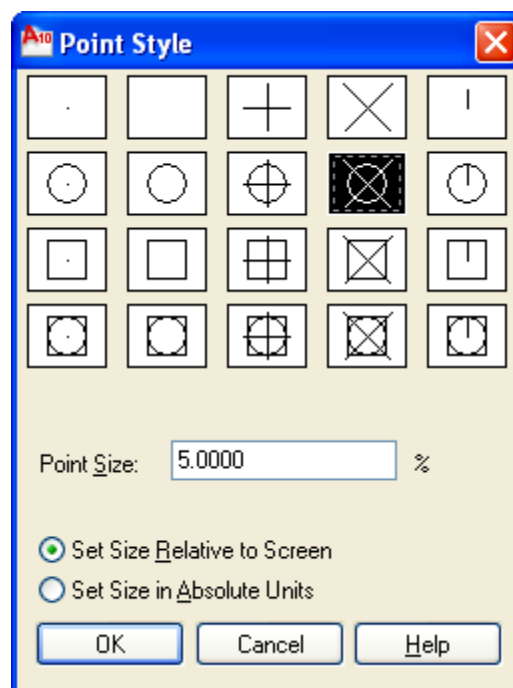 A10 Point Style
Point Size: 5.0000 %
Set Size Relative to Screen
Set Size in Absolute Units
OK Cancel Help